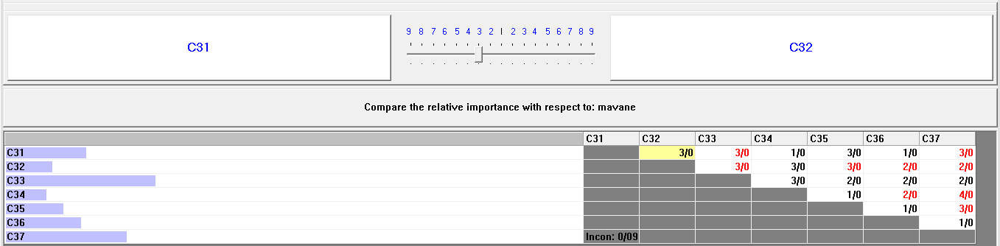 C31
9 8 7 6 5 4 3 2 1 2 3 4 5 6 7 8 9
C32
Compare the relative importance with respect to: mavane
C31 C32 C33 C34 C35 C36 C37
C31 3/0 3/0 1/0 3/0 1/0 3/0
C32 3/0 3/0 3/0 2/0 2/0
C33 3/0 2/0 2/0 2/0
C34 1/0 2/0 4/0
C35 1/0 3/0
C36 1/0
C37 Incon: 0/09